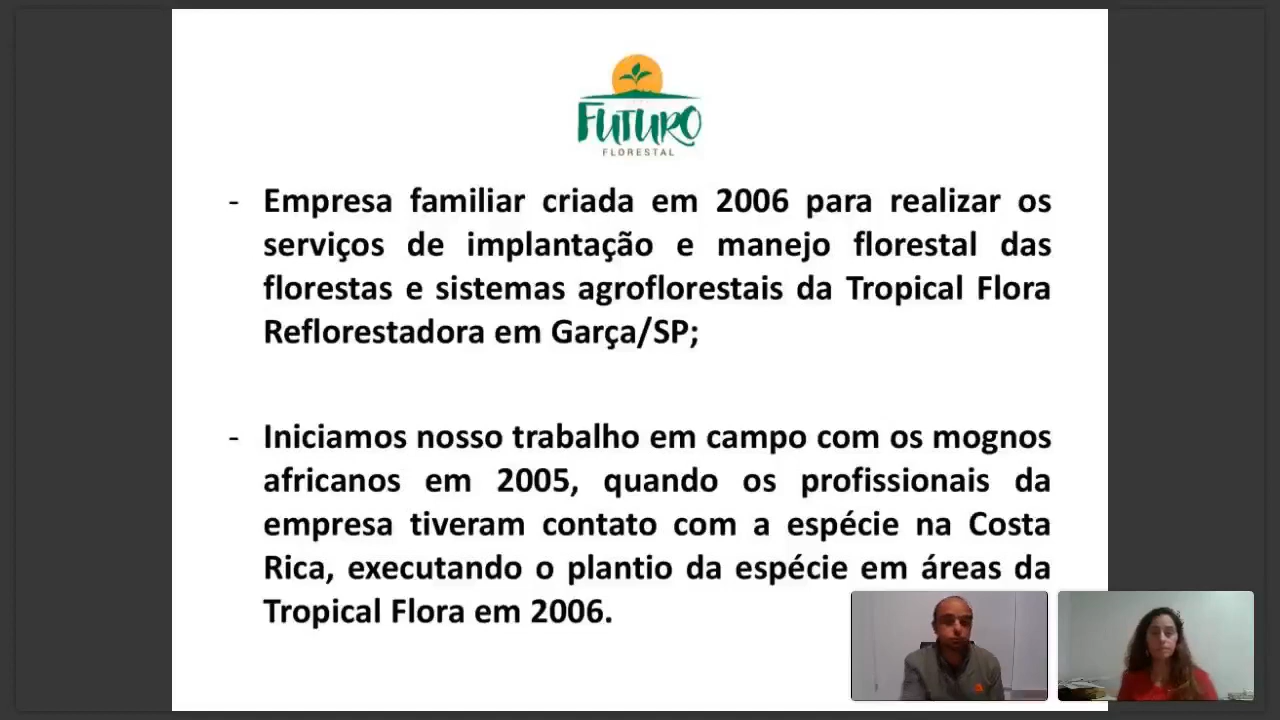 FUTURO
FLORESTAL
- Empresa familiar criada em 2006 para realizar os
serviços de implantação e manejo florestal das
florestas e sistemas agroflorestais da Tropical Flora
Reflorestadora em Garça/SP;
- Iniciamos nosso trabalho em campo com os mognos
africanos em 2005, quando os profissionais da
empresa tiveram contato com a espécie na Costa
Rica, executando o plantio da espécie em áreas da
Tropical Flora em 2006.